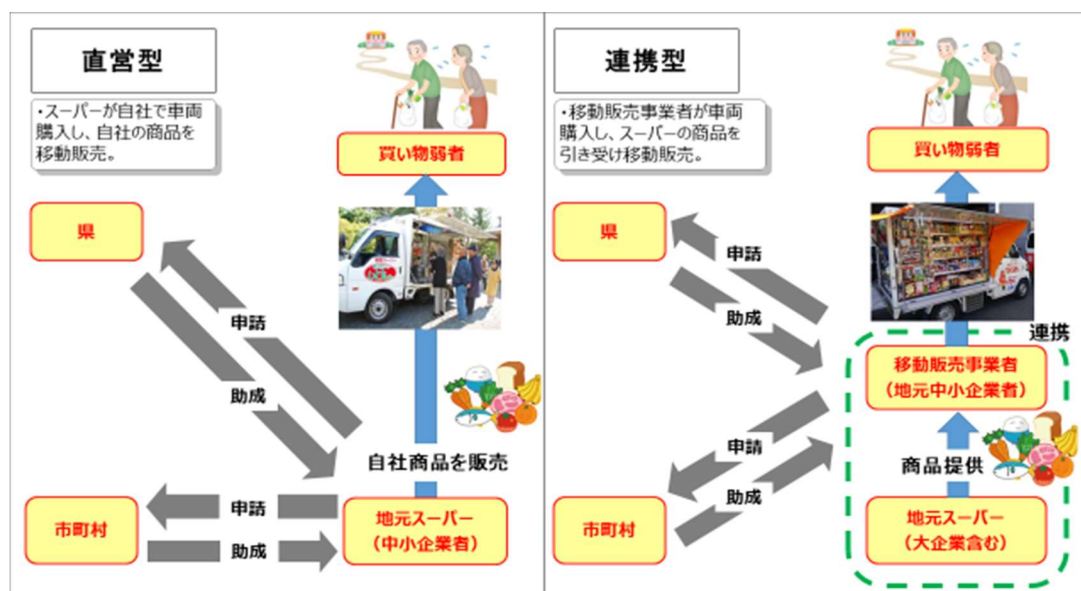 直営型
・スーパーが自社で車両
購入し、自社の商品を
移動販売。
買い物弱者
県
申請
助成
自社商品を販売
市町村
申請
助成
地元スーパー
（中小企業者）
連携型
・移動販売事業者が車両
購入し、スーパーの商品を
引き受け移動販売。
買い物弱者
県
申請
助成
連携
移動販売事業者
（地元中小企業者）
申請
助成
商品提供
市町村
地元スーパー
（大企業含む）